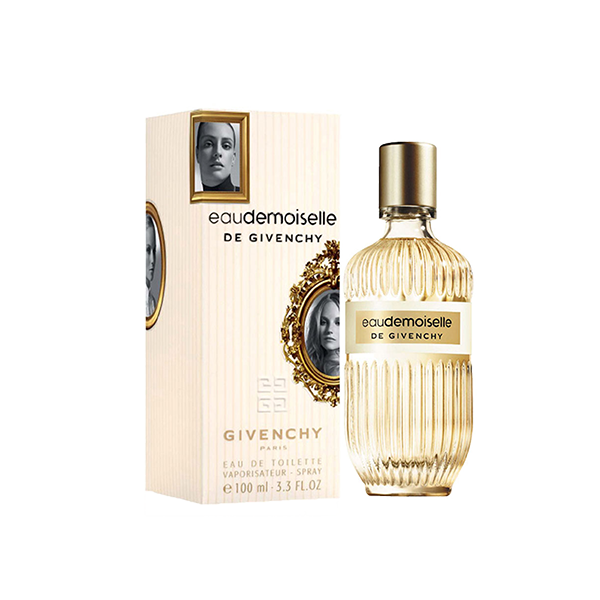 eaudemoiselle
DE GIVENCHY
GIVENCHY
PARIS
EAU DE TOILETTE
VAPORISATEUR - SPRAY
e 100 ml · 3.3 FL.OZ
eaudemoiselle
DE GIVENCHY